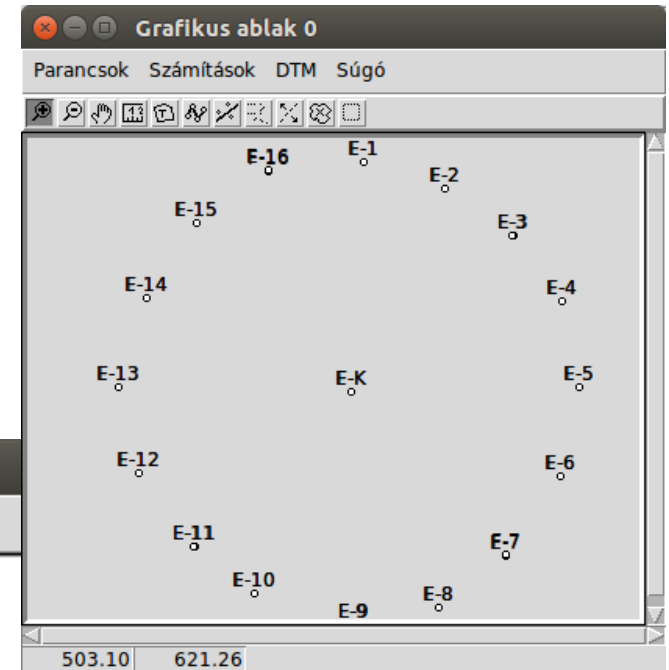 Grafikus ablak 0
Parancsok Számítások DTM Súgó
E-16 E-1
E-2
E-15 E-3
E-14 E-4
E-13 E-K E-5
E-12 E-6
E-11 E-7
E-10 E-8
E-9
503.10 621.26